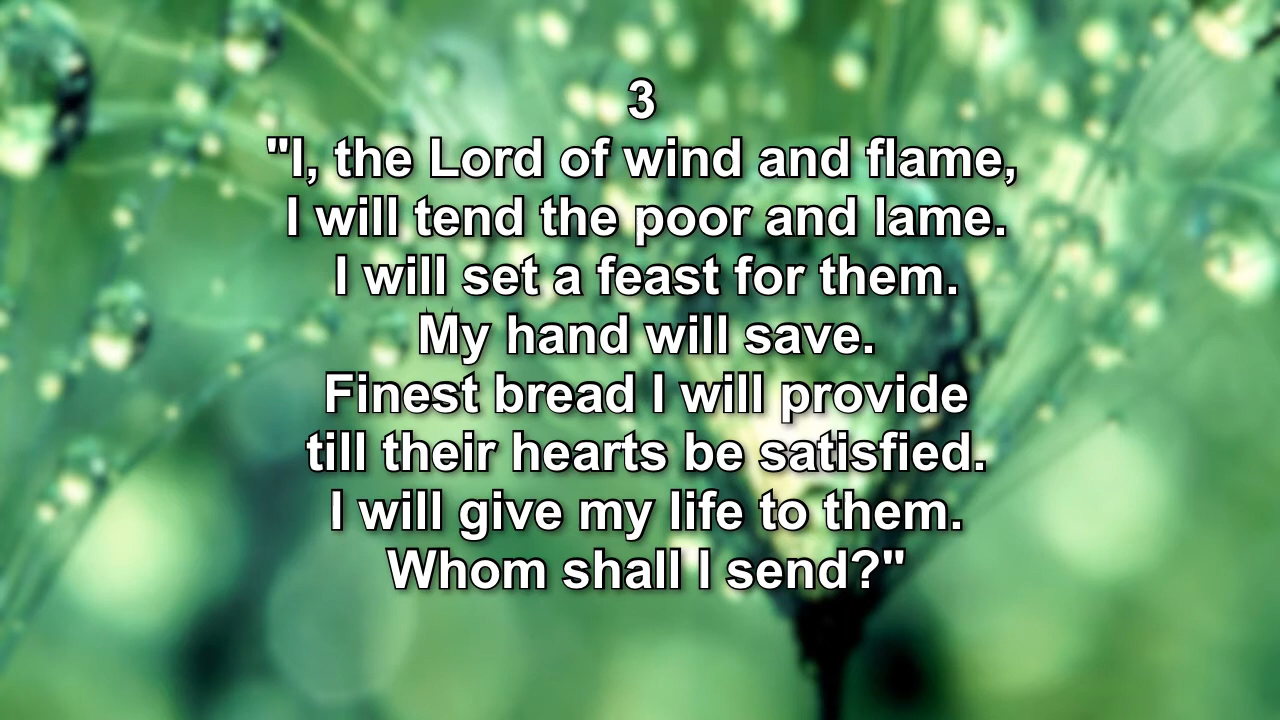 3
"I, the Lord of wind and flame,
I will tend the poor and lame.
I will set a feast for them.
My hand will save.
Finest bread I will provide
till their hearts be satisfied.
I will give my life to them.
Whom shall I send?"